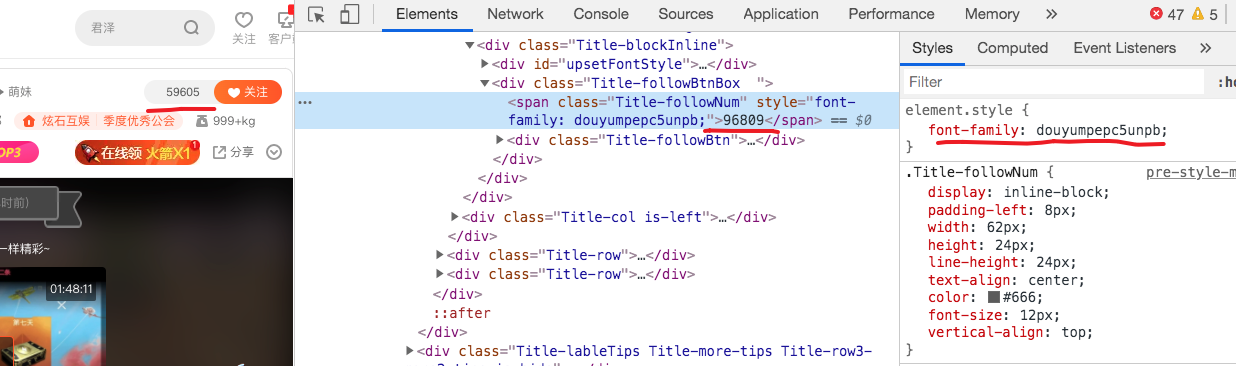 君泽
关注
客户
萌妹
59605
关注
炫石互娱
季度优秀公会
999+kg
TOP3
在线领 火箭X1
1
分享
时前)
一样精彩~
01:48:11
第七天
Elements Network Console Sources Application Performance Memory » 47 5
▼<div class="Title-blockInline">
▶<div id="upsetFontStyle">…</div>
▼<div class="Title-followBtnBox  ">
<span class="Title-followNum" style="font-
family: douyumpepc5unpb;">96809</span> == $0
▶<div class="Title-followBtn">…</div>
</div>
</div>
</div>
▶<div class="Title-col is-left">…</div>
</div>
▶<div class="Title-row">…</div>
▶<div class="Title-row">…</div>
</div>
::after
</div>
▶<div class="Title-lableTips Title-more-tips Title-row3-
Styles Computed Event Listeners »
Filter :ho
element.style {
font-family: douyumpepc5unpb;
}
.Title-followNum { pre-style-m
display: inline-block;
padding-left: 8px;
width: 62px;
height: 24px;
line-height: 24px;
text-align: center;
color: #666;
font-size: 12px;
vertical-align: top;
}